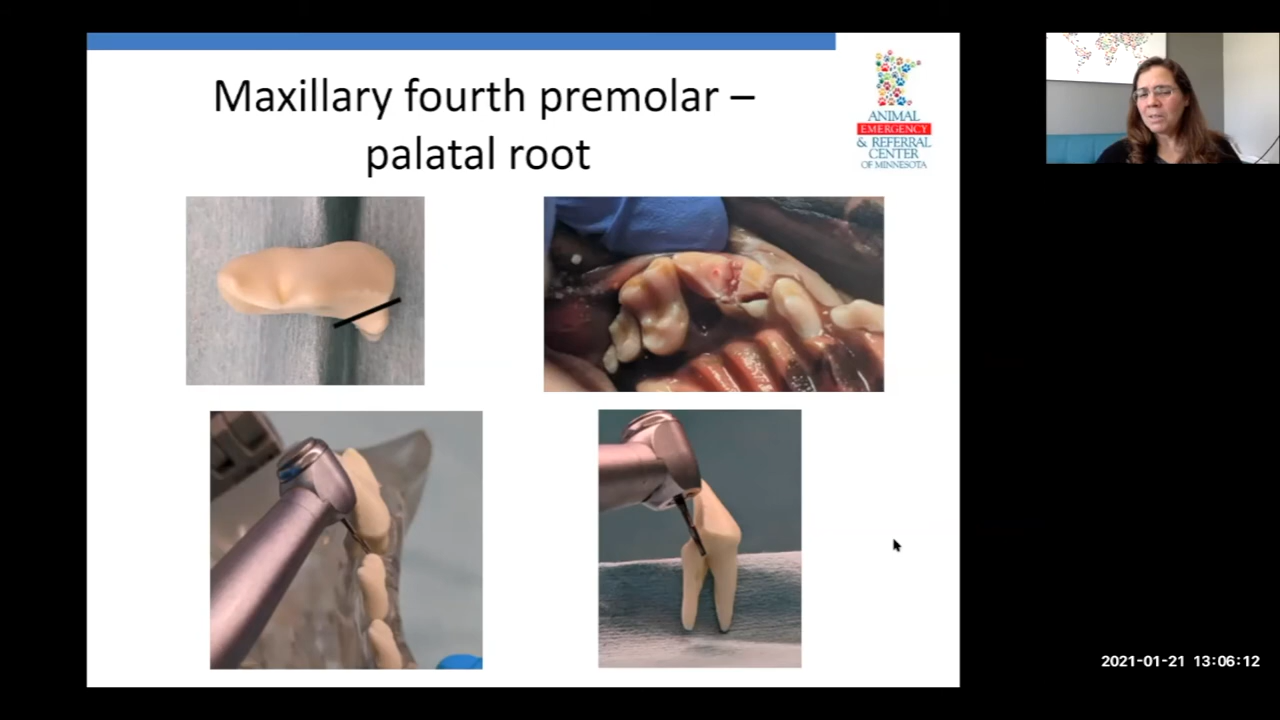 Maxillary fourth premolar –
palatal root
ANIMAL
EMERGENCY
& REFERRAL
CENTER
OF MINNESOTA
2021-01-21 13:06:12